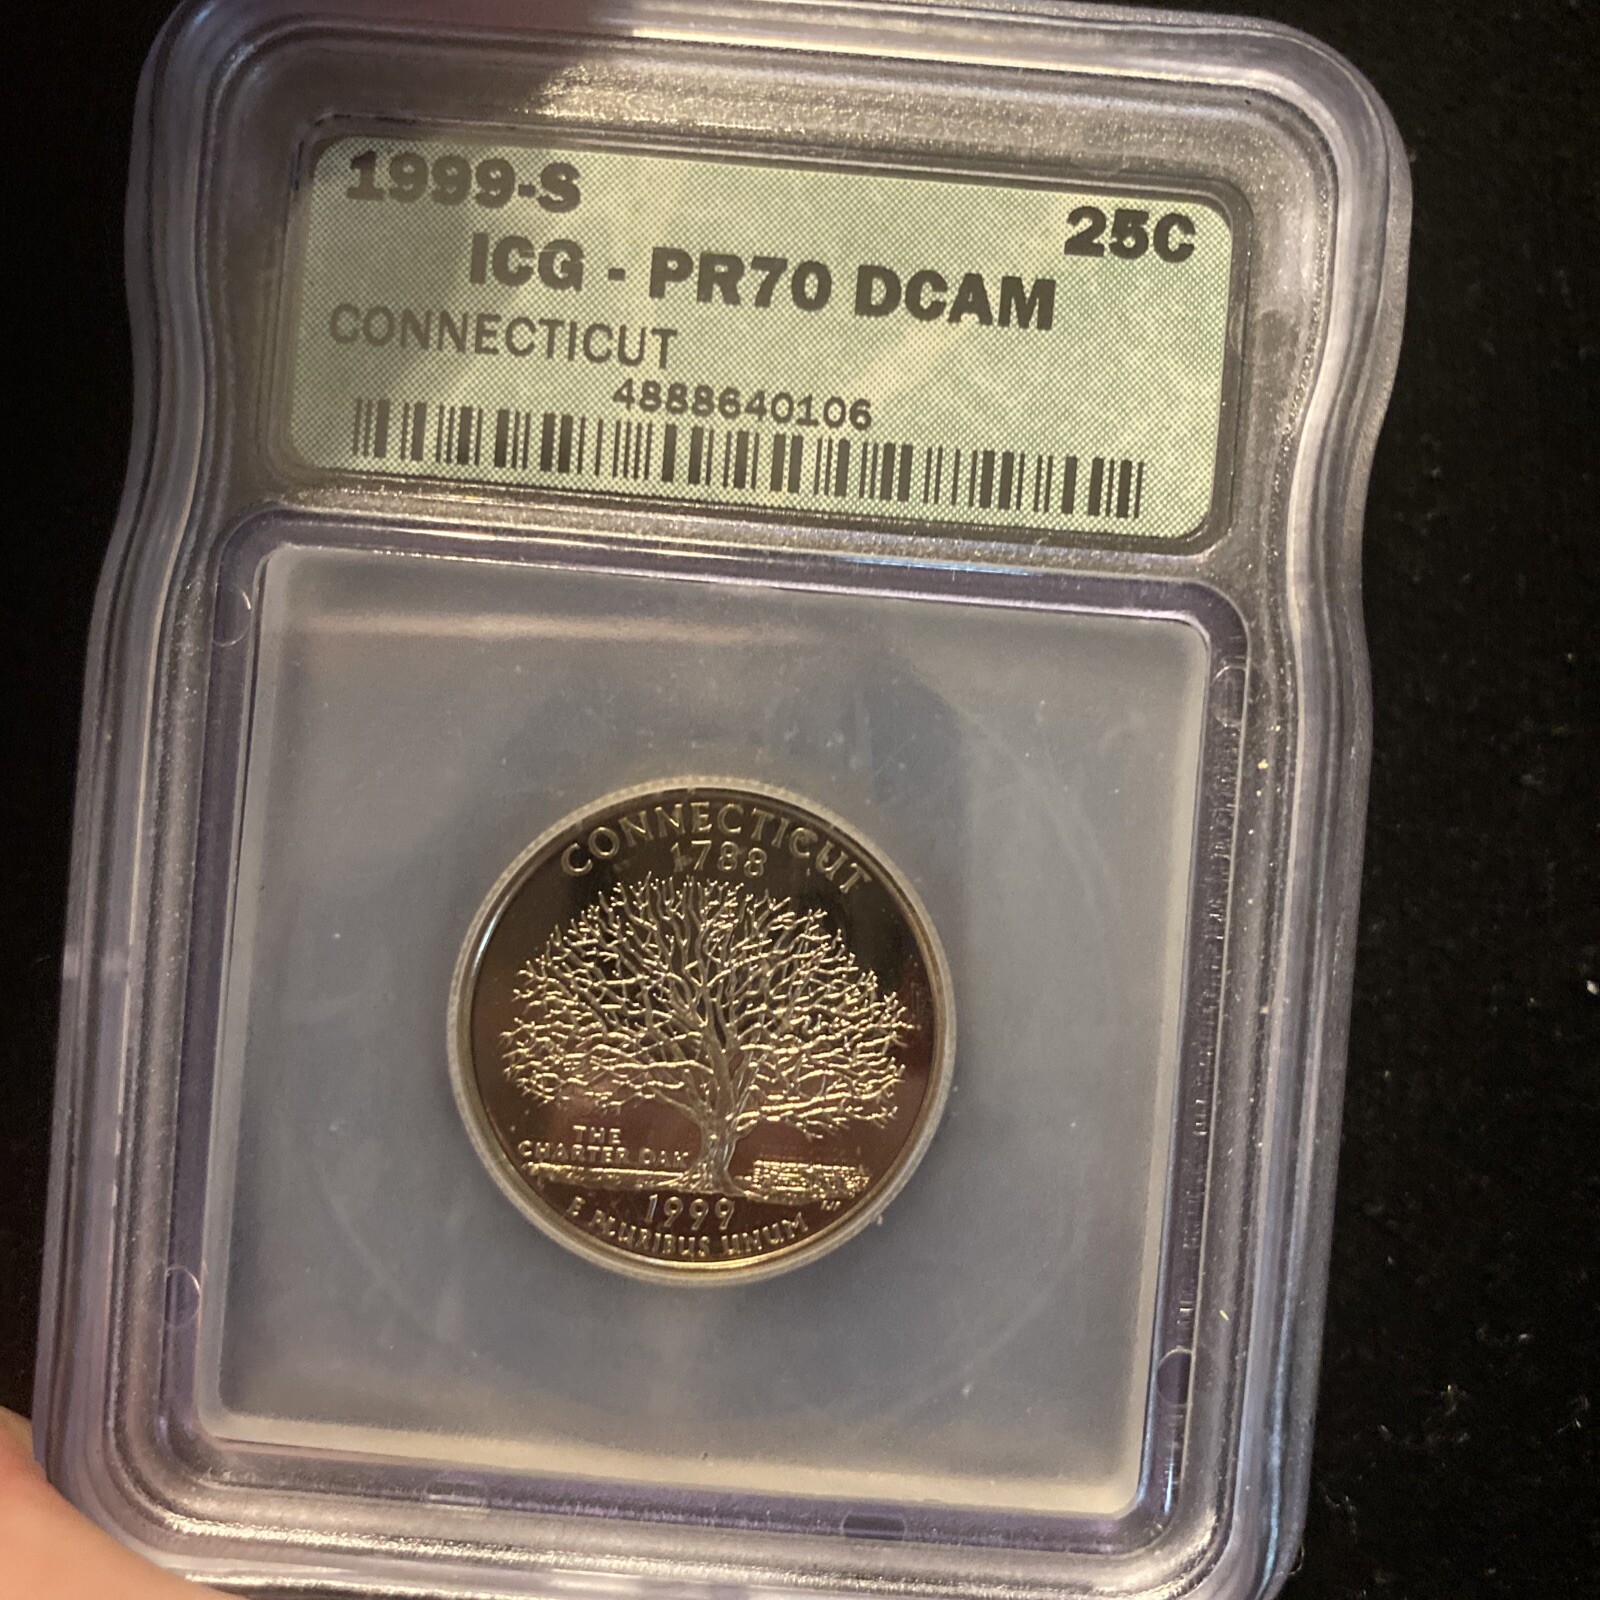 1999-S
25C
ICG - PR70 DCAM
CONNECTICUT
4888640106
CONNECTICUT
1788
THE
CHARTER OAK
1999
E PLURIBUS UNUM